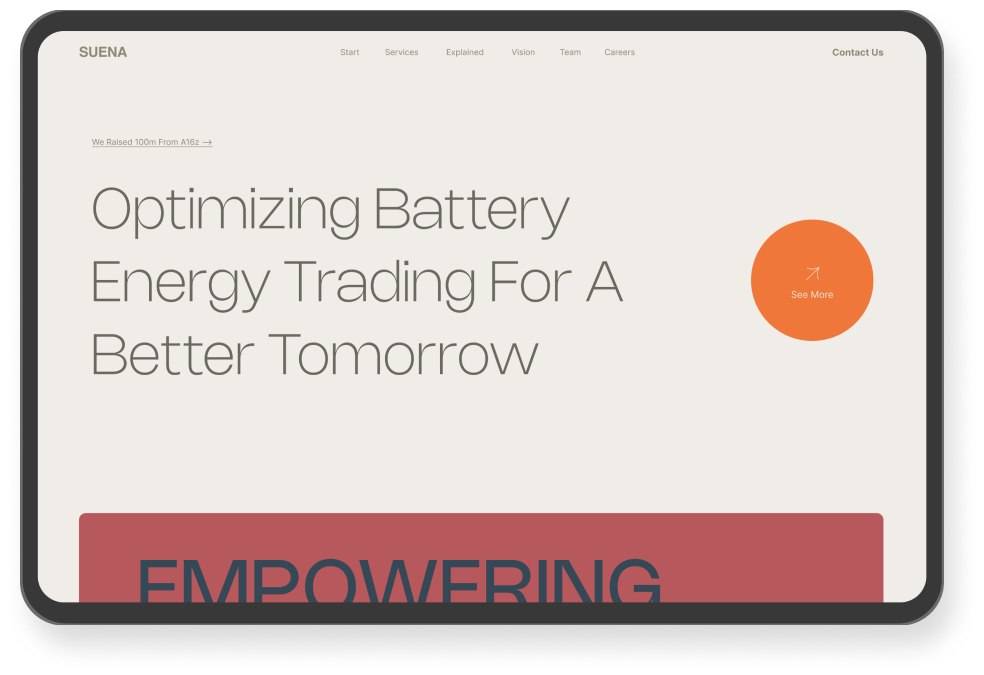 SUENA
Start Services Explained Vision Team Careers
Contact Us
We Raised 100m From A16z →
Optimizing Battery
Energy Trading For A
Better Tomorrow
See More
EMPOWERING